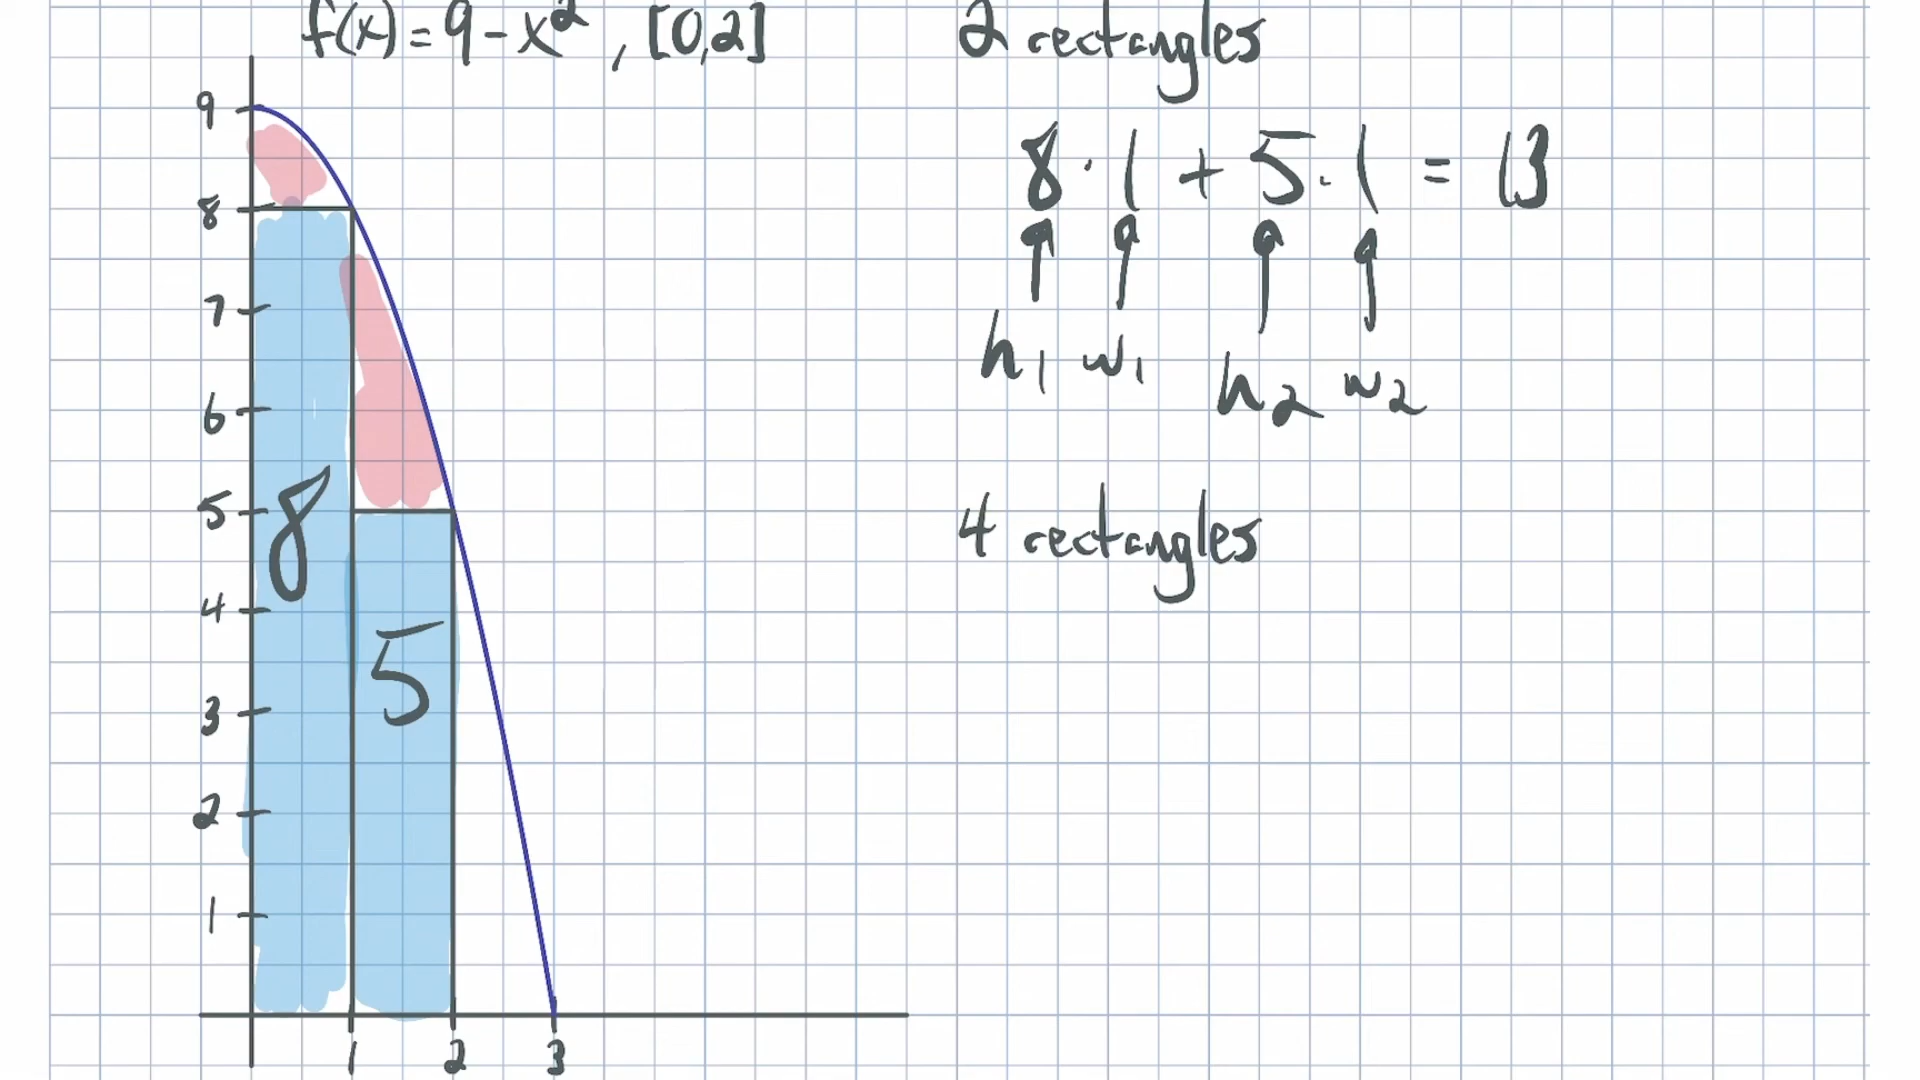 f(x) = 9 - x², [0,2]
2 rectangles
8 · 1 + 5 · 1 = 13
h1 w1 h2 w2
4 rectangles
9
8
7
6
5
4
3
2
1
8
5
1 2 3